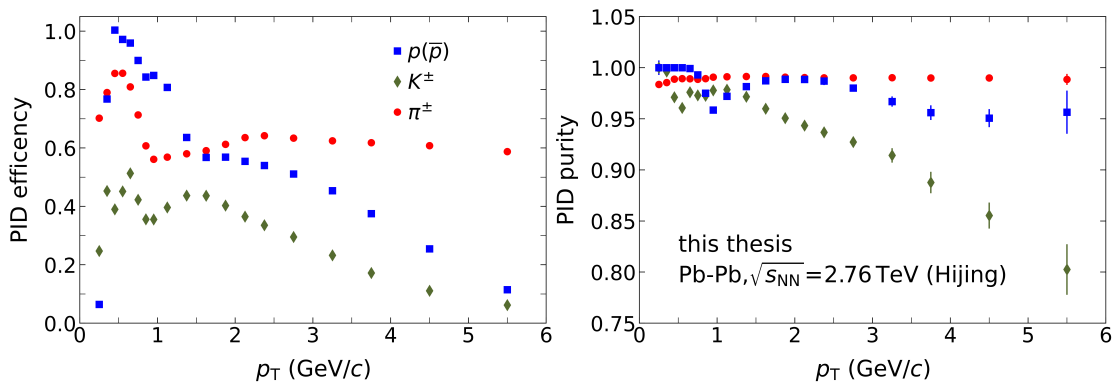 PID efficency
1.0
0.8
0.6
0.4
0.2
0.0
p(p̅)
K±
π±
0 1 2 3 4 5 6
pT (GeV/c)
PID purity
1.05
1.00
0.95
0.90
0.85
0.80
0.75
this thesis
Pb-Pb,√sNN=2.76 TeV (Hijing)
0 1 2 3 4 5 6
pT (GeV/c)